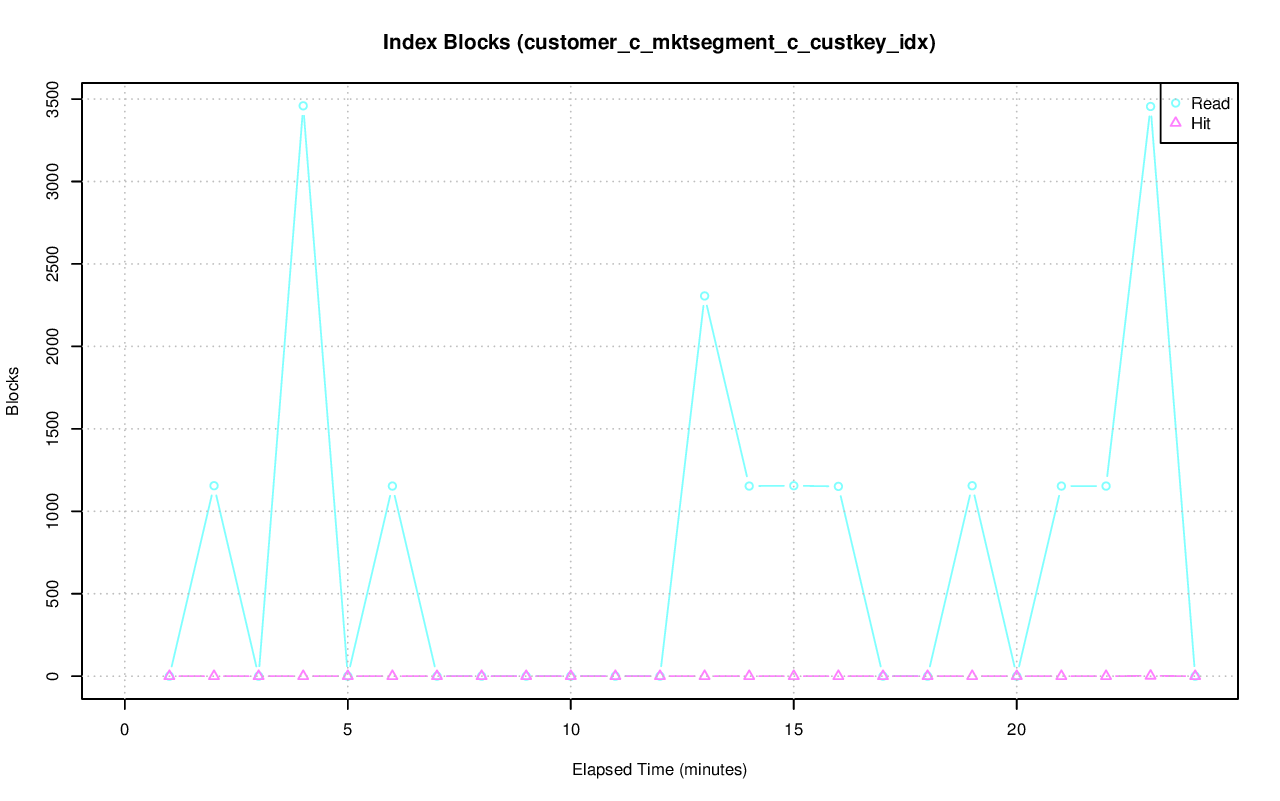 Index Blocks (customer_c_mktsegment_c_custkey_idx)
Read
Hit
3500
3000
2500
2000
1500
1000
500
0
Blocks
0 5 10 15 20
Elapsed Time (minutes)